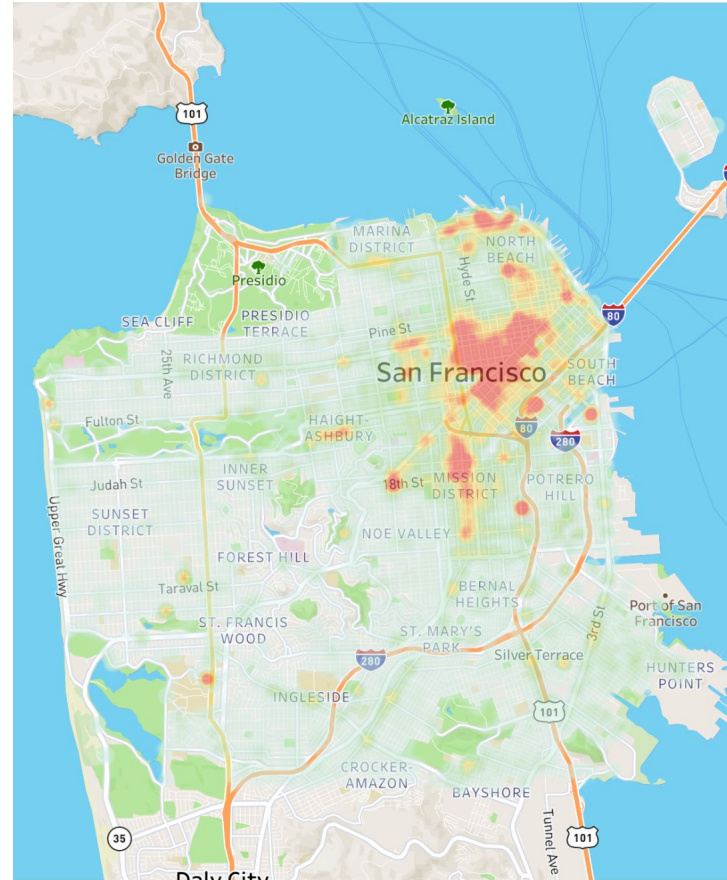 101
Alcatraz Island
Golden Gate
Bridge
MARINA
DISTRICT
NORTH
BEACH
Hyde St
Presidio
80
SEA CLIFF
PRESIDIO
TERRACE
Pine St
25th Ave
RICHMOND
DISTRICT
San Francisco
SOUTH
BEACH
Fulton St
HAIGHT-
ASHBURY
80
280
INNER
SUNSET
Judah St
18th St
MISSION
DISTRICT
POTRERO
HILL
SUNSET
DISTRICT
Upper Great Hwy
NOE VALLEY
FOREST HILL
Taraval St
BERNAL
HEIGHTS
Port of San
Francisco
3rd St
ST. FRANCIS
WOOD
ST. MARY'S
PARK
280
Silver Terrace
HUNTERS
POINT
INGLESIDE
101
CROCKER-
AMAZON
BAYSHORE
35
Tunnel Ave
101
Daly City